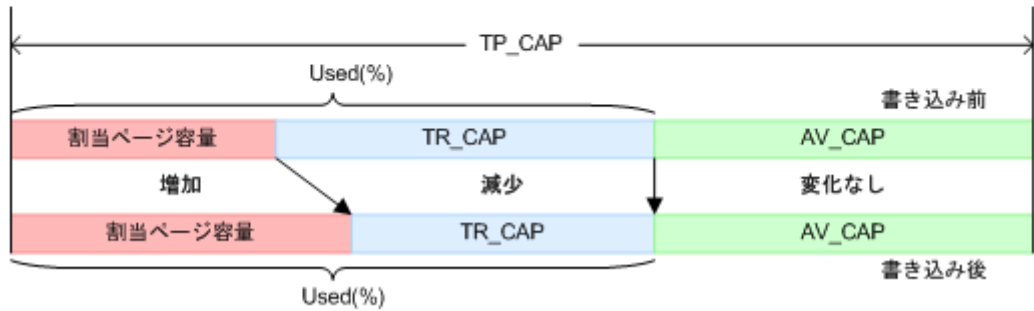 TP_CAP
Used(%)
書き込み前
割当ページ容量 TR_CAP AV_CAP
増加 減少 変化なし
割当ページ容量 TR_CAP AV_CAP
書き込み後
Used(%)